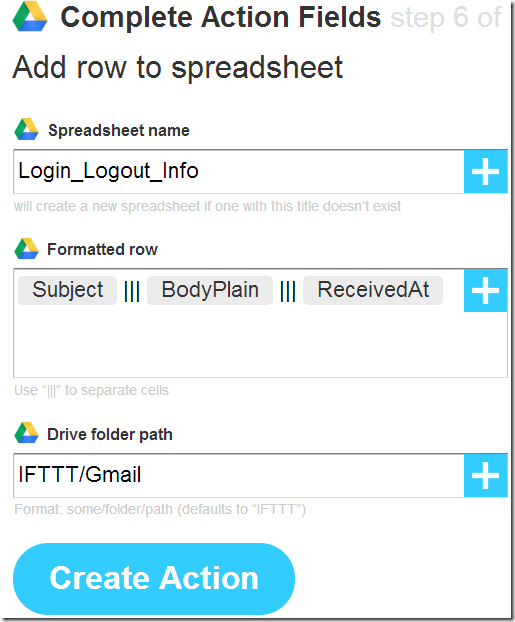 Complete Action Fields step 6 of
Add row to spreadsheet
Spreadsheet name
Login_Logout_Info
will create a new spreadsheet if one with this title doesn't exist
Formatted row
Subject ||| BodyPlain ||| ReceivedAt
Use "|||" to separate cells
Drive folder path
IFTTT/Gmail
Format: some/folder/path (defaults to "IFTTT")
Create Action